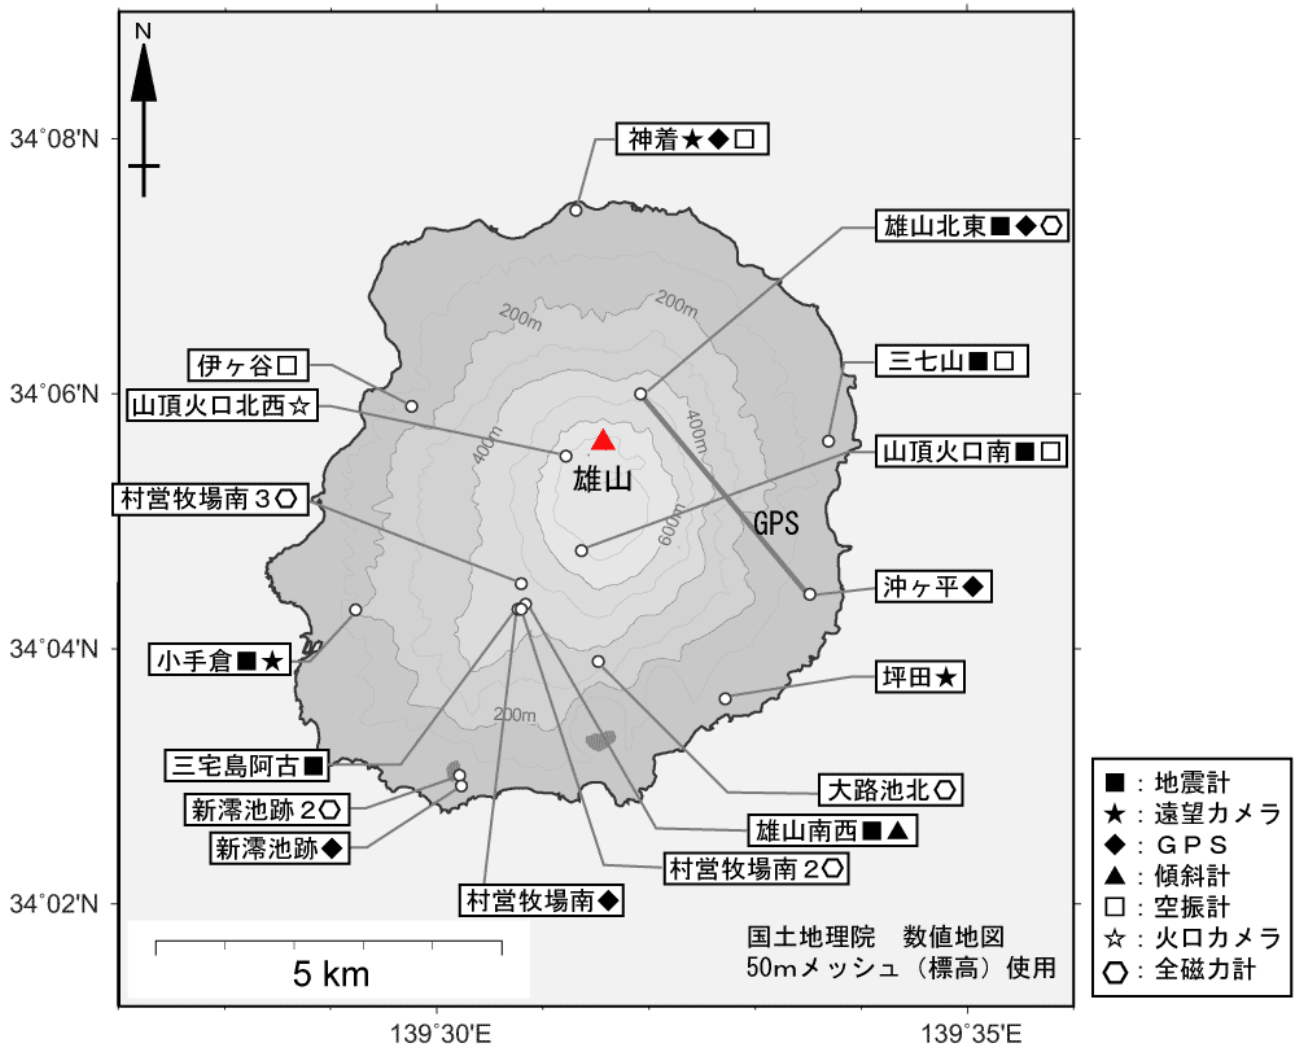 N
34°08'N
神着★◆□
雄山北東■◆⬡
200m
200m
伊ヶ谷□
三七山■□
34°06'N
山頂火口北西☆
400m
400m
山頂火口南■□
雄山
村営牧場南３⬡
600m
GPS
沖ヶ平◆
34°04'N
小手倉■★
坪田★
200m
三宅島阿古■
大路池北⬡
新澪池跡２⬡
雄山南西■▲
新澪池跡◆
村営牧場南２⬡
34°02'N
村営牧場南◆
5 km
国土地理院　数値地図
50mメッシュ（標高）使用
139°30'E
139°35'E
■：地震計
★：遠望カメラ
◆：ＧＰＳ
▲：傾斜計
□：空振計
☆：火口カメラ
⬡：全磁力計